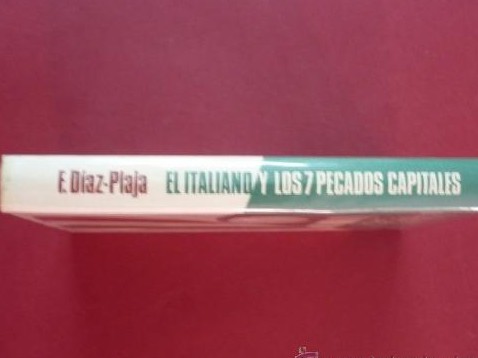 F. Díaz-Plaja EL ITALIANO Y LOS 7 PECADOS CAPITALES